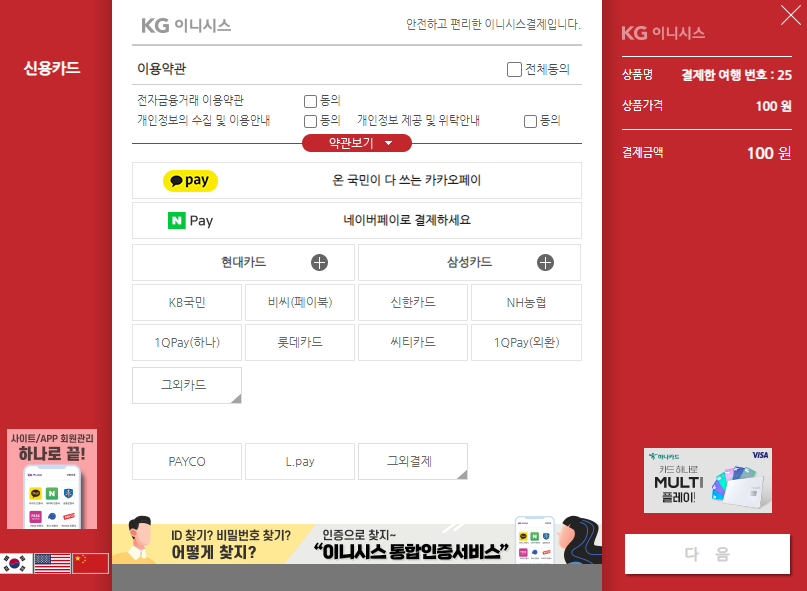 신용카드
사이트/APP 회원관리
하나로 끝!
KG 이니시스
안전하고 편리한 이니시스결제입니다.
이용약관
전체동의
전자금융거래 이용약관
동의
개인정보의 수집 및 이용안내
동의
개인정보 제공 및 위탁안내
동의
약관보기
pay
온 국민이 다 쓰는 카카오페이
N Pay
네이버페이로 결제하세요
현대카드
삼성카드
KB국민
비씨(페이북)
신한카드
NH농협
1QPay(하나)
롯데카드
씨티카드
1QPay(외환)
그외카드
PAYCO
L.pay
그외결제
ID 찾기? 비밀번호 찾기?
어떻게 찾지?
인증으로 찾지~
“이니시스 통합인증서비스”
KG 이니시스
상품명
결제한 여행 번호 : 25
상품가격
100 원
결제금액
100 원
하나카드
VISA
카드 하나로
MULTI
플레이!
다 음